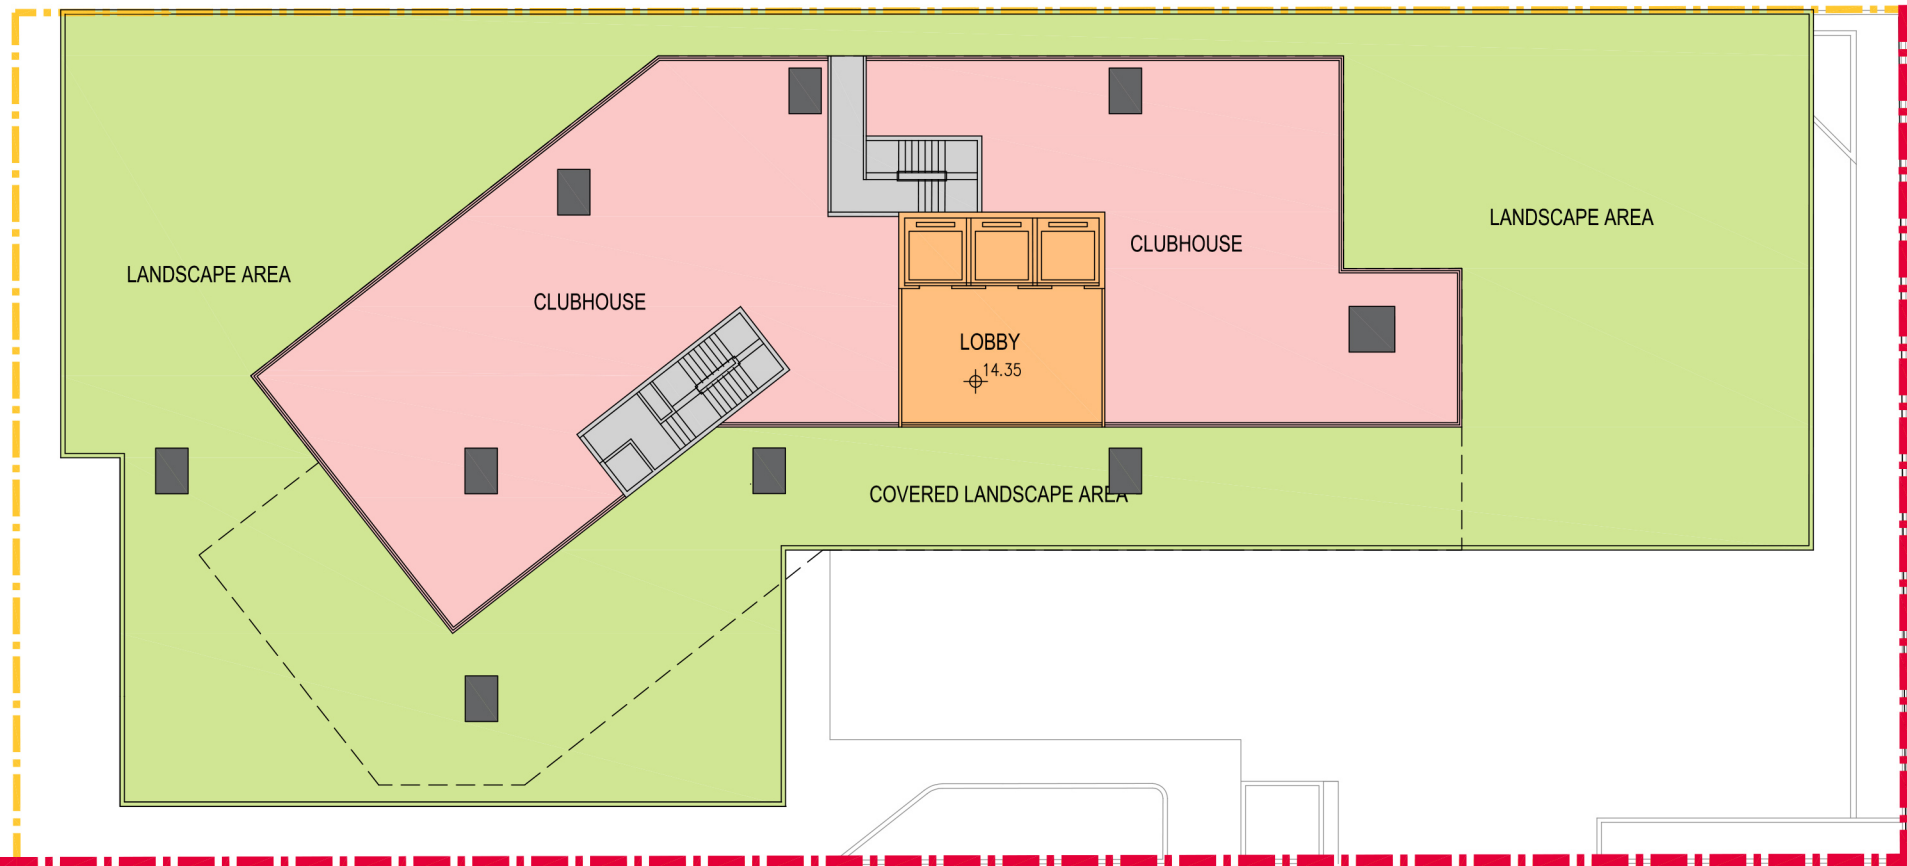 LANDSCAPE AREA
CLUBHOUSE
LANDSCAPE AREA
CLUBHOUSE
LOBBY
14.35
COVERED LANDSCAPE AREA